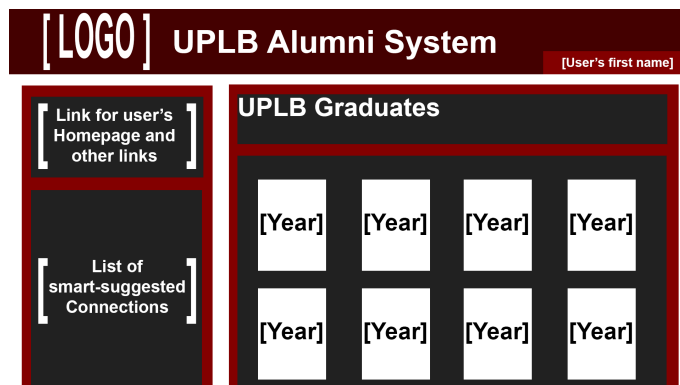 [LOGO] UPLB Alumni System
[User's first name]
[Link for user's
Homepage and
other links]
[List of
smart-suggested
Connections]
UPLB Graduates
[Year] [Year] [Year] [Year]
[Year] [Year] [Year] [Year]